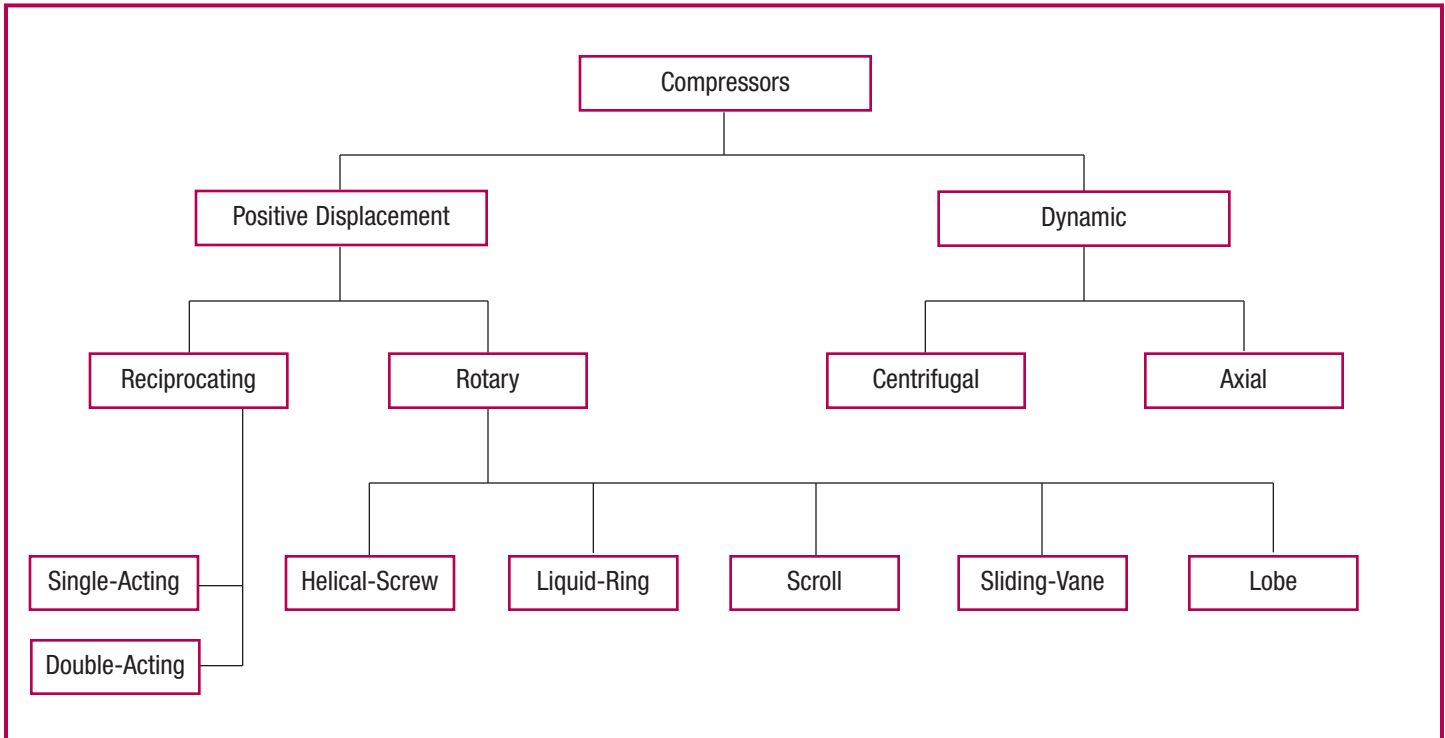 Compressors
Positive Displacement
Dynamic
Reciprocating
Rotary
Centrifugal
Axial
Single-Acting
Helical-Screw
Liquid-Ring
Scroll
Sliding-Vane
Lobe
Double-Acting